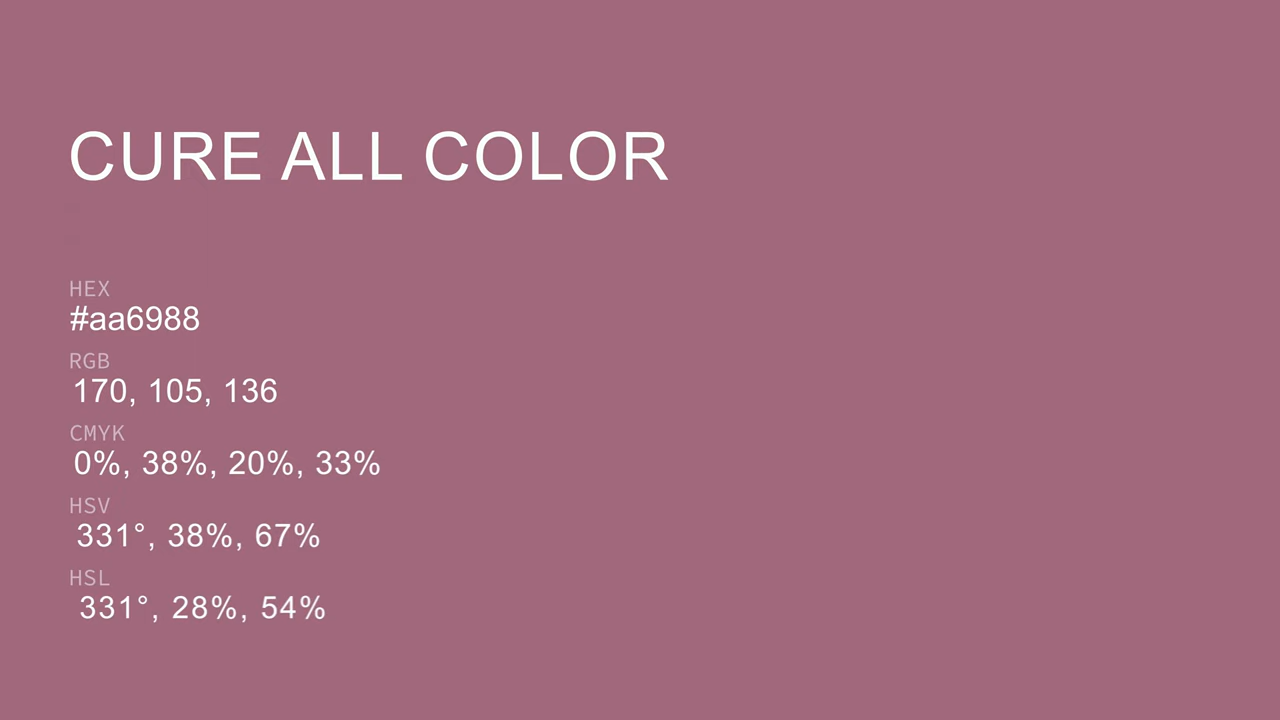 CURE ALL COLOR
HEX
#aa6988
RGB
170, 105, 136
CMYK
0%, 38%, 20%, 33%
HSV
331°, 38%, 67%
HSL
331°, 28%, 54%